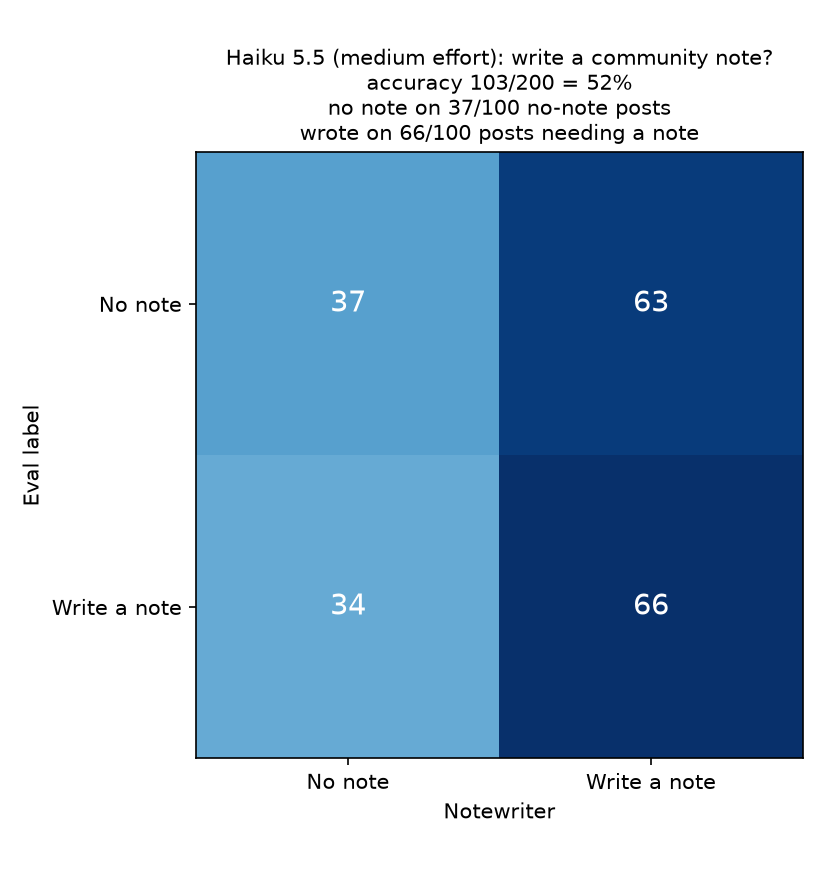 Haiku 5.5 (medium effort): write a community note?
accuracy 103/200 = 52%
no note on 37/100 no-note posts
wrote on 66/100 posts needing a note
No note
37
63
Eval label
Write a note
34
66
No note
Write a note
Notewriter